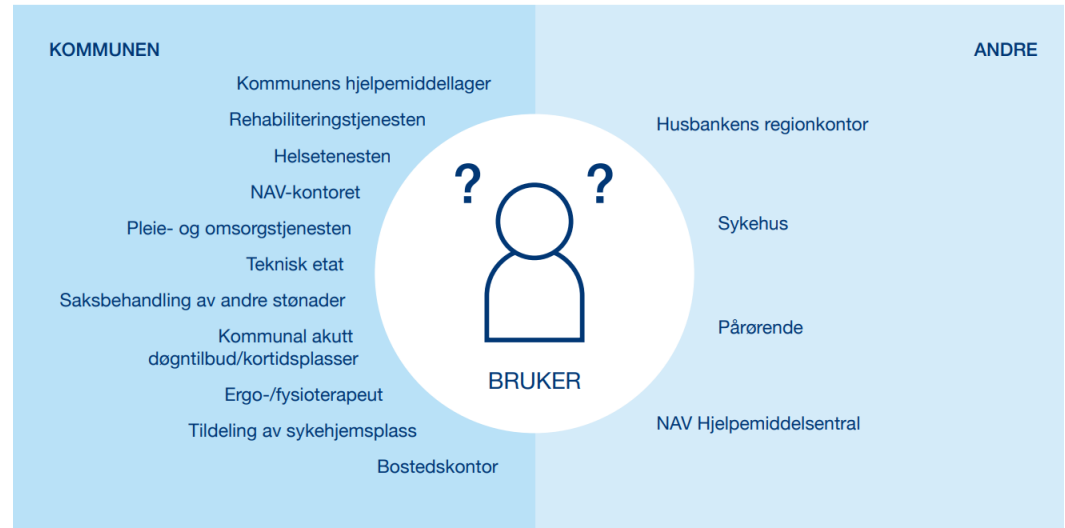 KOMMUNEN
Kommunens hjelpemiddellager
Rehabiliteringstjenesten
Helsetenesten
NAV-kontoret
Pleie- og omsorgstjenesten
Teknisk etat
Saksbehandling av andre stønader
Kommunal akutt
døgntilbud/kortidsplasser
Ergo-/fysioterapeut
Tildeling av sykehjemsplass
Bostedskontor
? ?
BRUKER
ANDRE
Husbankens regionkontor
Sykehus
Pårørende
NAV Hjelpemiddelsentral